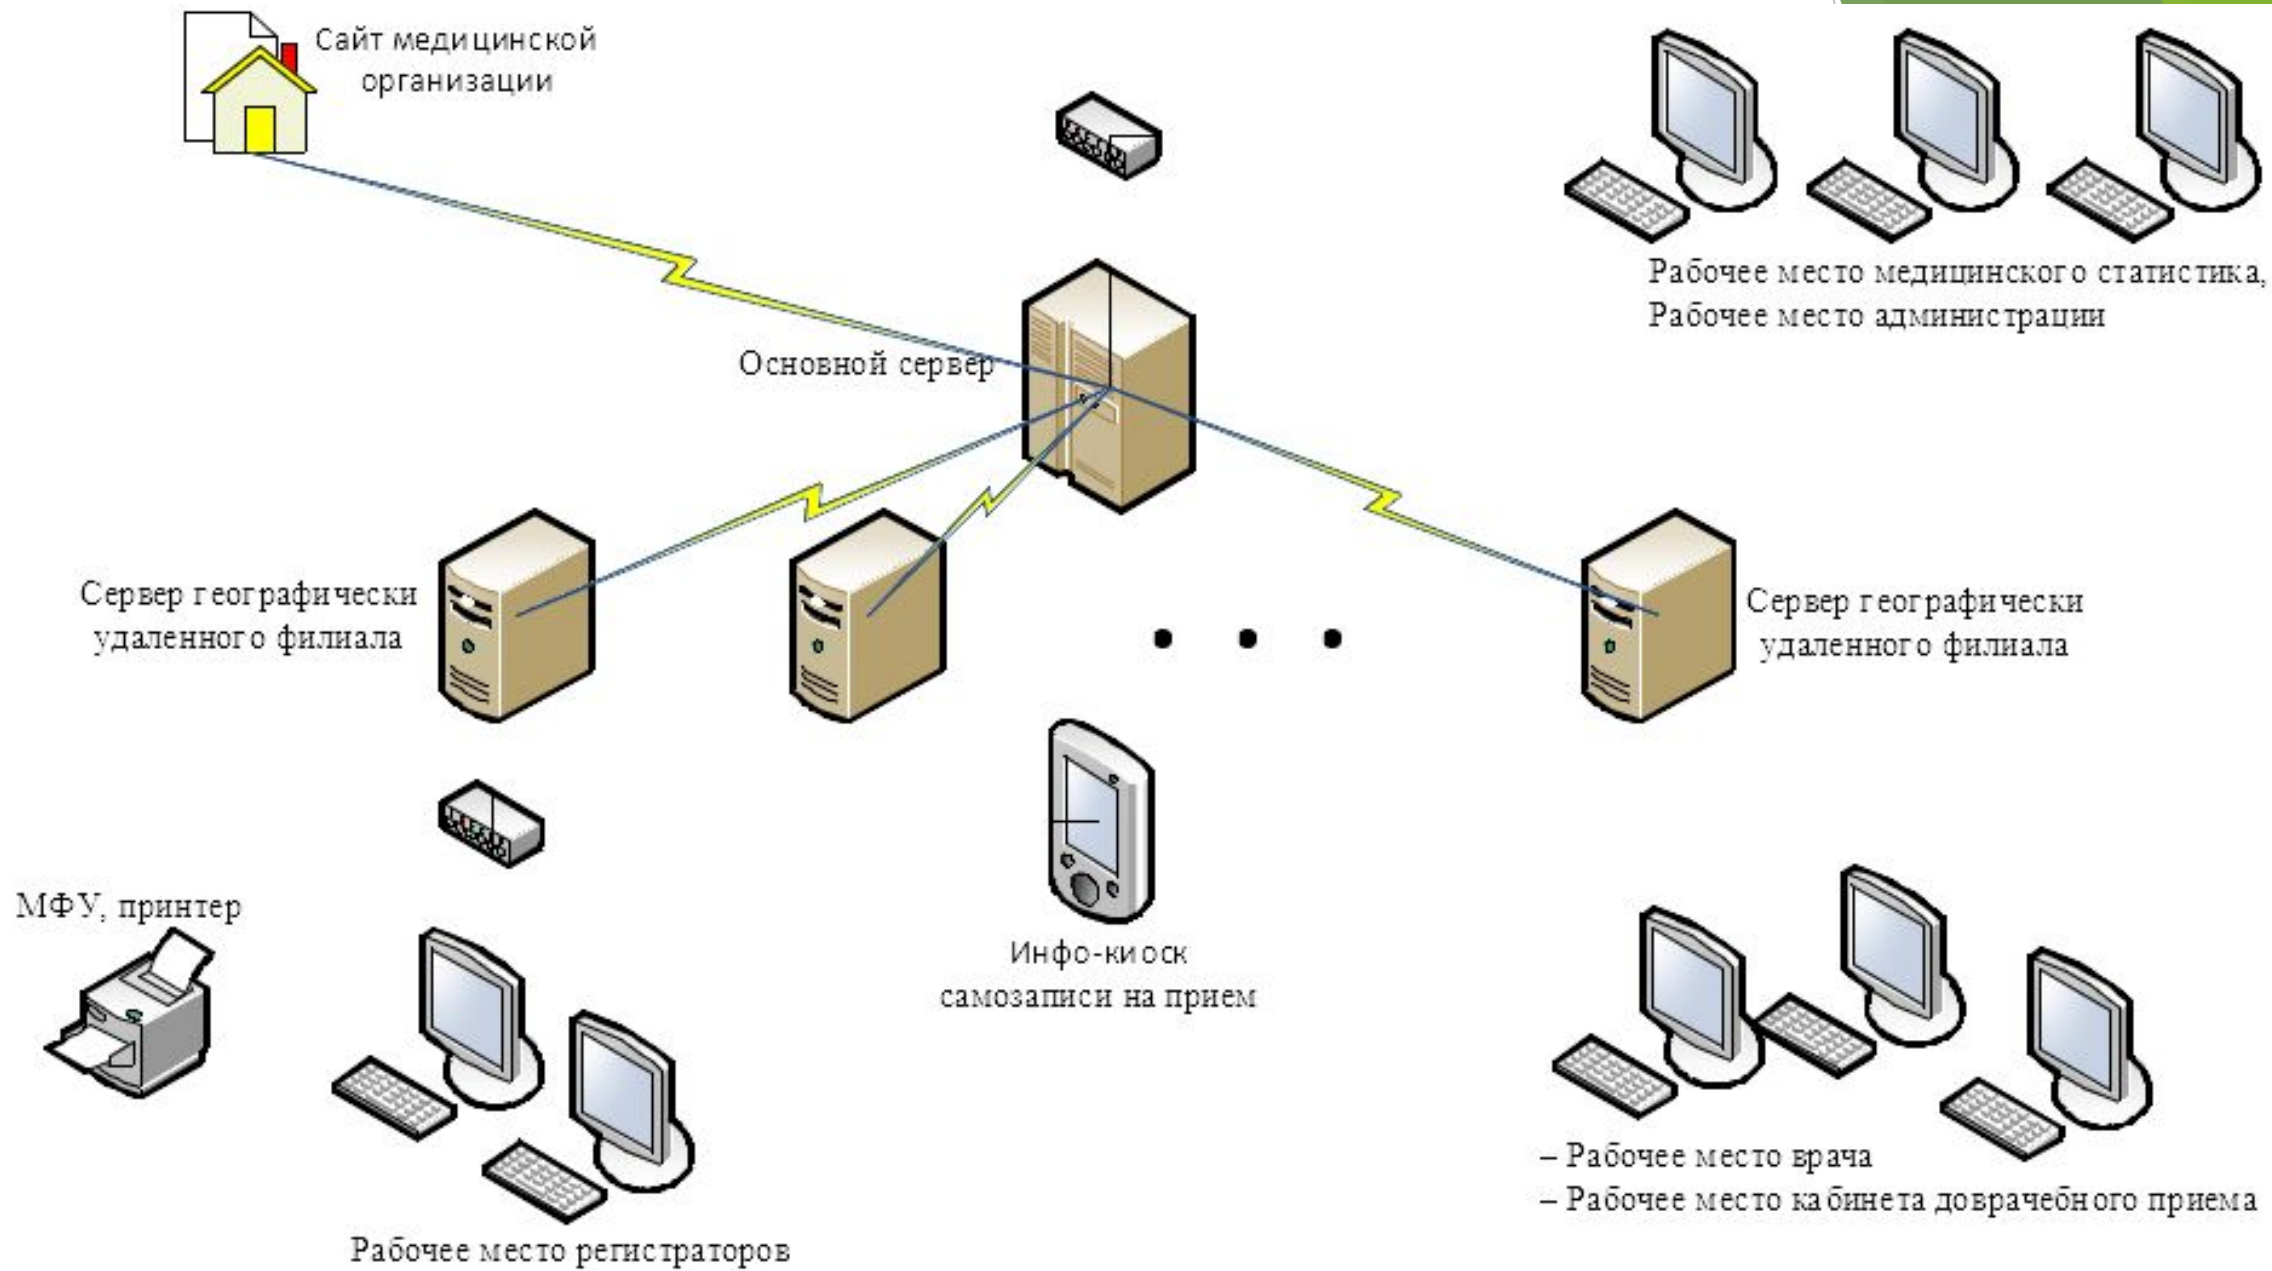 Сайт медицинской
организации
Рабочее место медицинского статистика,
Рабочее место администрации
Основной сервер
Сервер географически
удаленного филиала
Сервер географически
удаленного филиала
МФУ, принтер
Инфо-киоск
самозаписи на прием
– Рабочее место врача
– Рабочее место кабинета доврачебного приема
Рабочее место регистраторов